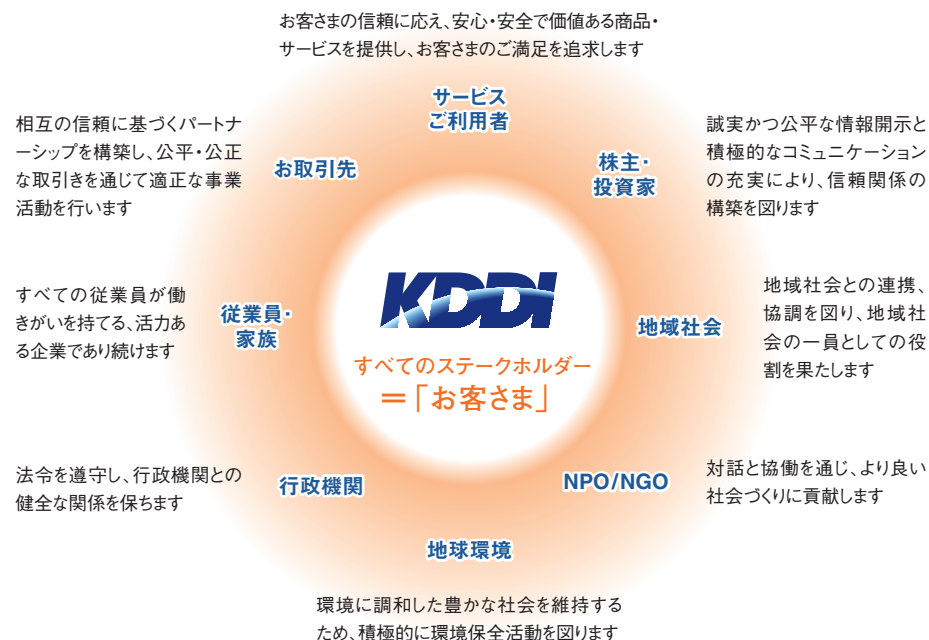 お客さまの信頼に応え、安心・安全で価値ある商品・
サービスを提供し、お客さまのご満足を追求します
サービス
ご利用者
相互の信頼に基づくパートナ
ーシップを構築し、公平・公正
な取引きを通じて適正な事業
活動を行います
お取引先
株主・
投資家
誠実かつ公平な情報開示と
積極的なコミュニケーション
の充実により、信頼関係の
構築を図ります
すべての従業員が働
きがいを持てる、活力あ
る企業であり続けます
従業員・
家族
KDDI
すべてのステークホルダー
＝「お客さま」
地域社会
地域社会との連携、
協調を図り、地域社
会の一員としての役
割を果たします
法令を遵守し、行政機関との
健全な関係を保ちます
行政機関
NPO/NGO
対話と協働を通じ、より良い
社会づくりに貢献します
地球環境
環境に調和した豊かな社会を維持する
ため、積極的に環境保全活動を図ります